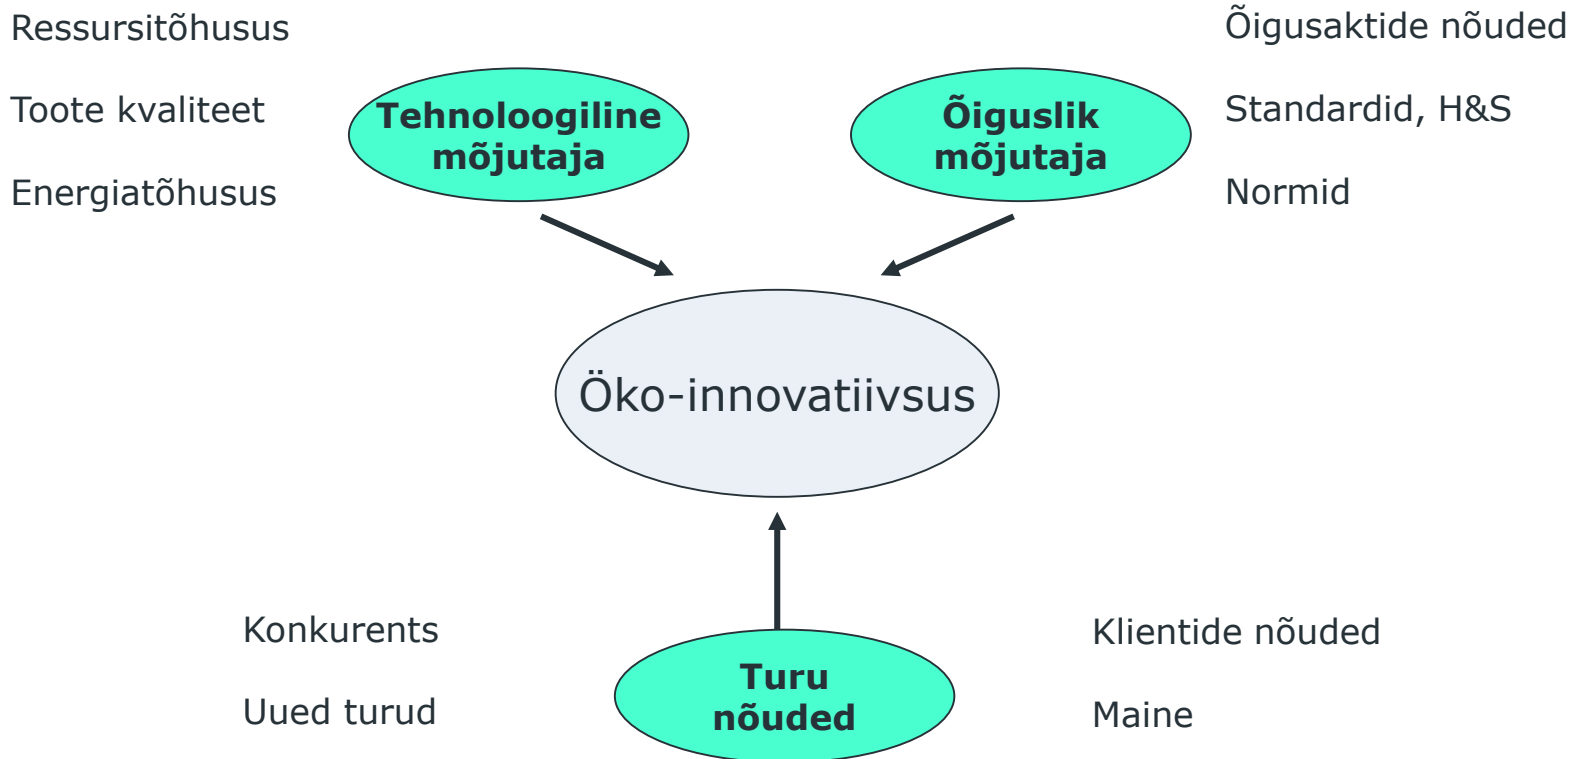 Ressursitõhusus
Toote kvaliteet
Energiatõhusus
Tehnoloogiline
mõjutaja
Õiguslik
mõjutaja
Õigusaktide nõuded
Standardid, H&S
Normid
Öko-innovatiivsus
Konkurents
Uued turud
Turu
nõuded
Klientide nõuded
Maine